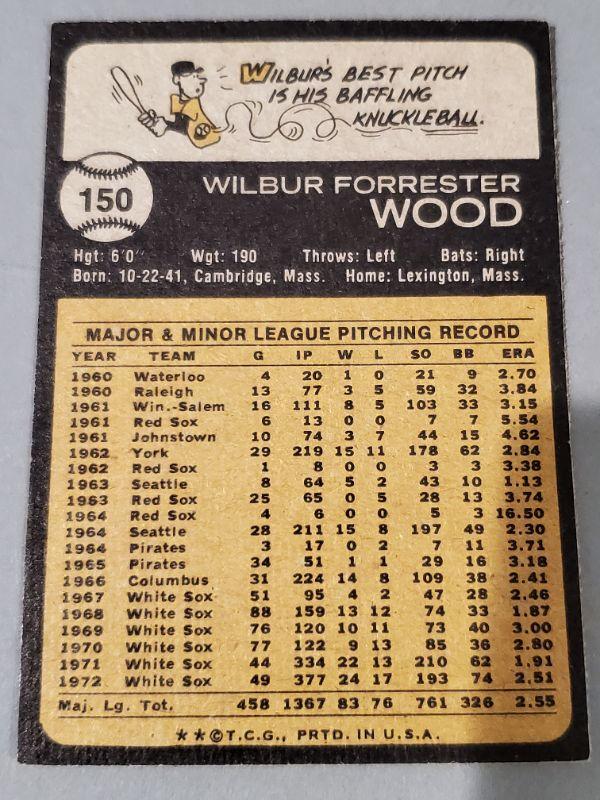 WILBUR'S BEST PITCH
IS HIS BAFFLING
KNUCKLEBALL.
150
WILBUR FORRESTER
WOOD
Hgt: 6'0" Wgt: 190 Throws: Left Bats: Right
Born: 10-22-41, Cambridge, Mass. Home: Lexington, Mass.
MAJOR & MINOR LEAGUE PITCHING RECORD
YEAR TEAM G IP W L SO BB ERA
1960 Waterloo 4 20 1 0 21 9 2.70
1960 Raleigh 13 77 3 5 59 32 3.84
1961 Win.-Salem 16 111 8 5 103 33 3.15
1961 Red Sox 6 13 0 0 7 7 5.54
1961 Johnstown 10 74 3 7 44 15 4.62
1962 York 29 219 15 11 178 62 2.84
1962 Red Sox 1 8 0 0 3 3 3.38
1963 Seattle 8 64 5 2 43 10 1.13
1963 Red Sox 25 65 0 5 28 13 3.74
1964 Red Sox 4 6 0 0 5 3 16.50
1964 Seattle 28 211 15 8 197 49 2.30
1964 Pirates 3 17 0 2 7 11 3.71
1965 Pirates 34 51 1 1 29 16 3.18
1966 Columbus 31 224 14 8 109 38 2.41
1967 White Sox 51 95 4 2 47 28 2.46
1968 White Sox 88 159 13 12 74 33 1.87
1969 White Sox 76 120 10 11 73 40 3.00
1970 White Sox 77 122 9 13 85 36 2.80
1971 White Sox 44 334 22 13 210 62 1.91
1972 White Sox 49 377 24 17 193 74 2.51
Maj. Lg. Tot. 458 1367 83 76 761 326 2.55
**©T.C.G., PRTD. IN U.S.A.